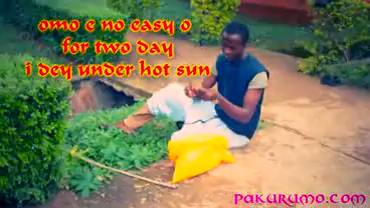 omo e no easy o
for two day
i dey under hot sun
PAKURUMO.COM